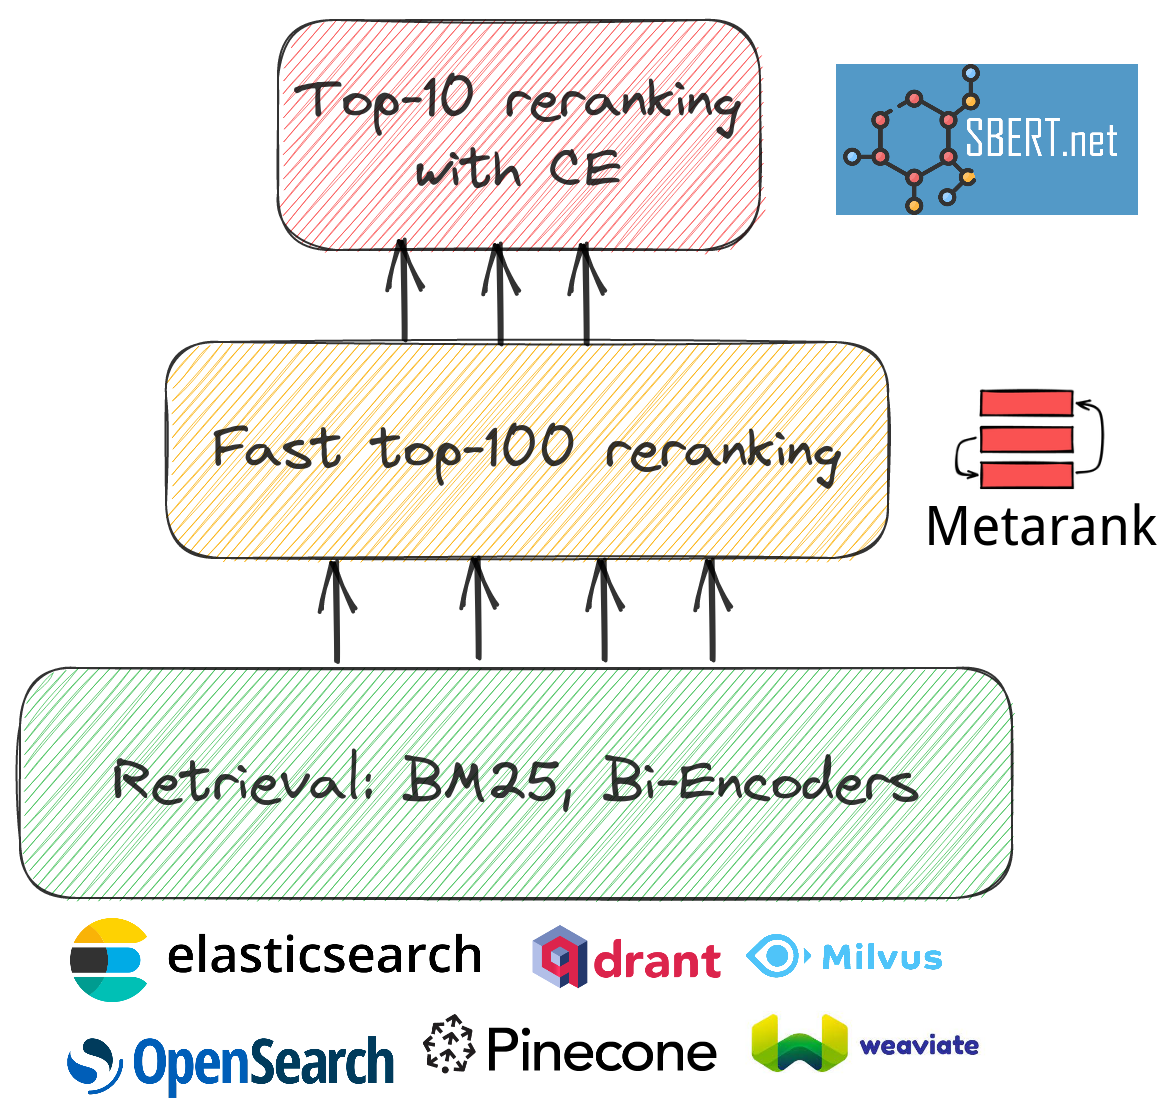 Top-10 reranking
with CE
SBERT.net
Fast top-100 reranking
Metarank
Retrieval: BM25, Bi-Encoders
elasticsearch
qdrant
Milvus
OpenSearch
Pinecone
weaviate